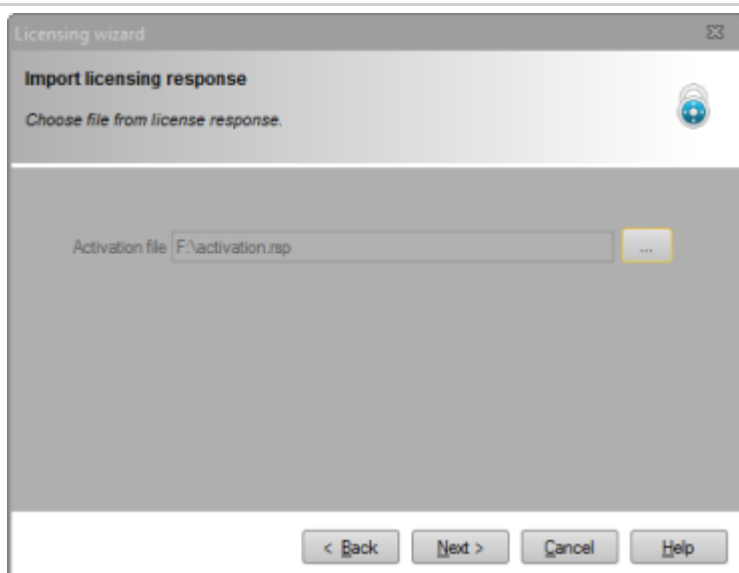 Licensing wizard
Import licensing response
Choose file from license response.
Activation file F:\activation.rsp ...
< Back Next > Cancel Help